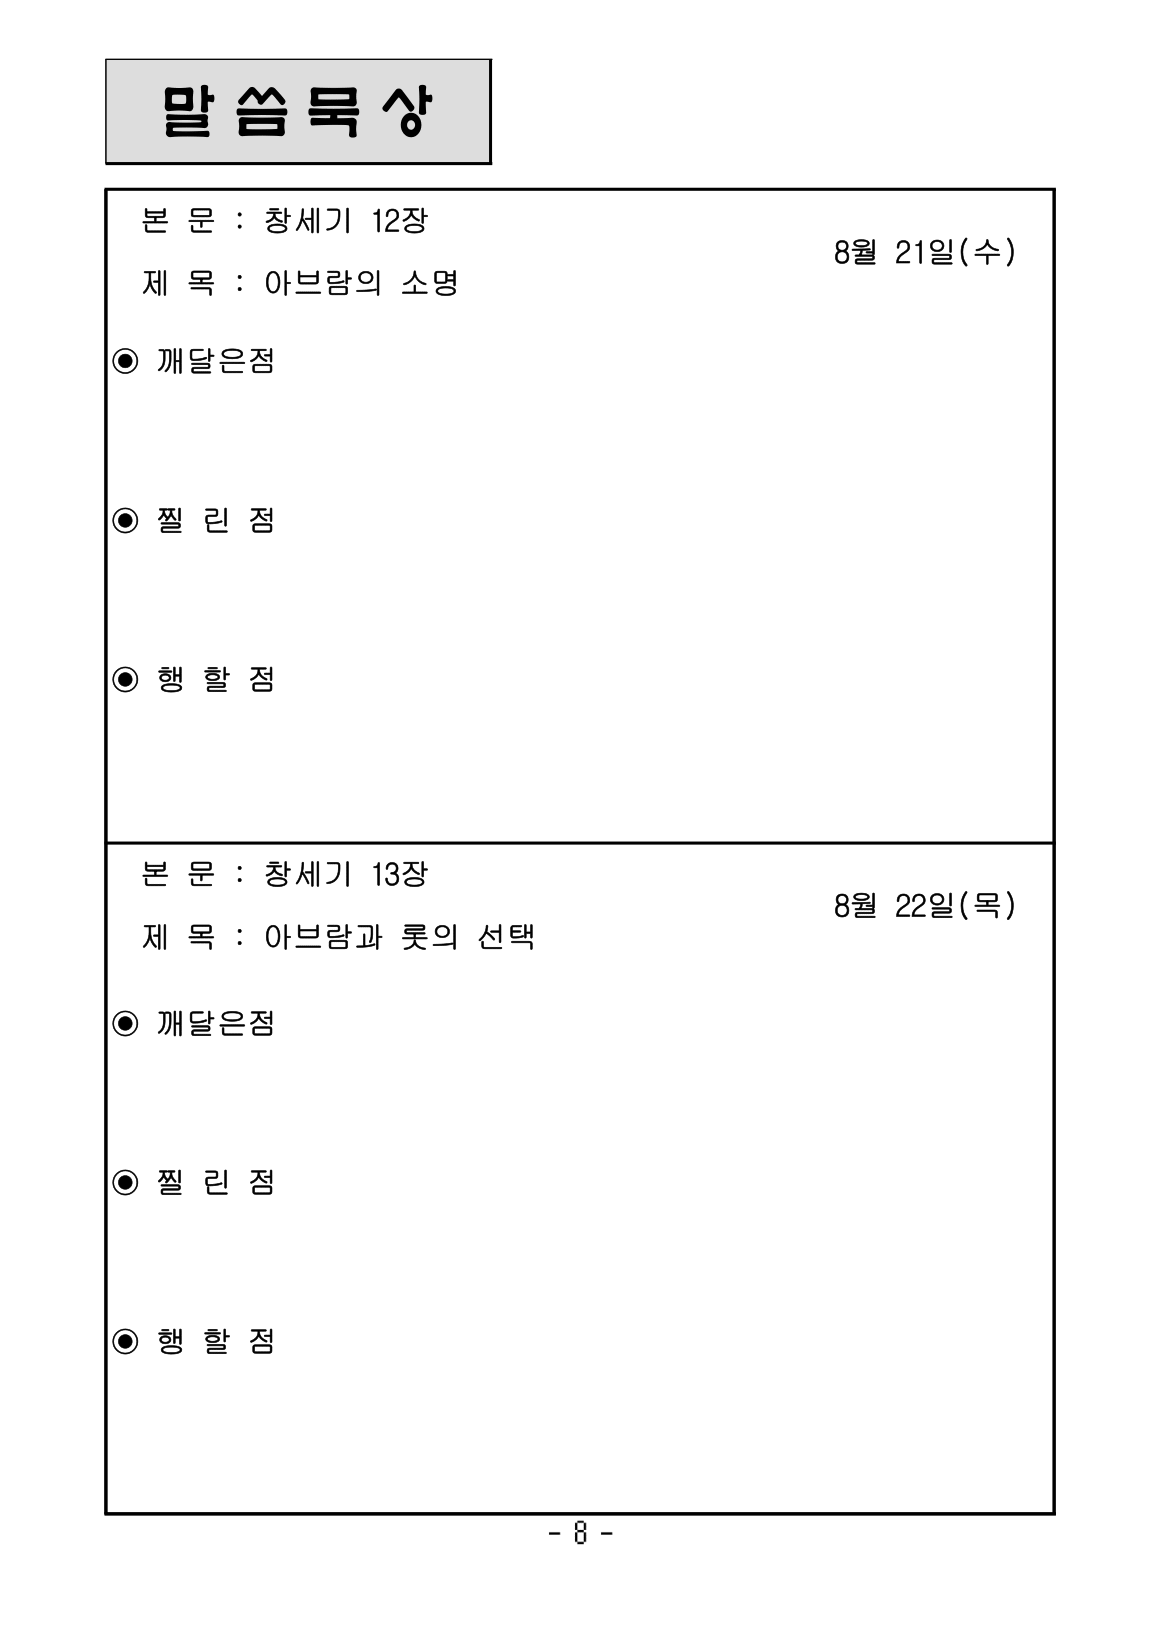 말씀묵상
본 문 : 창세기 12장
8월 21일(수)
제 목 : 아브람의 소명
◉ 깨달은점
◉ 찔 린 점
◉ 행 할 점
본 문 : 창세기 13장
8월 22일(목)
제 목 : 아브람과 롯의 선택
◉ 깨달은점
◉ 찔 린 점
◉ 행 할 점
- 8 -